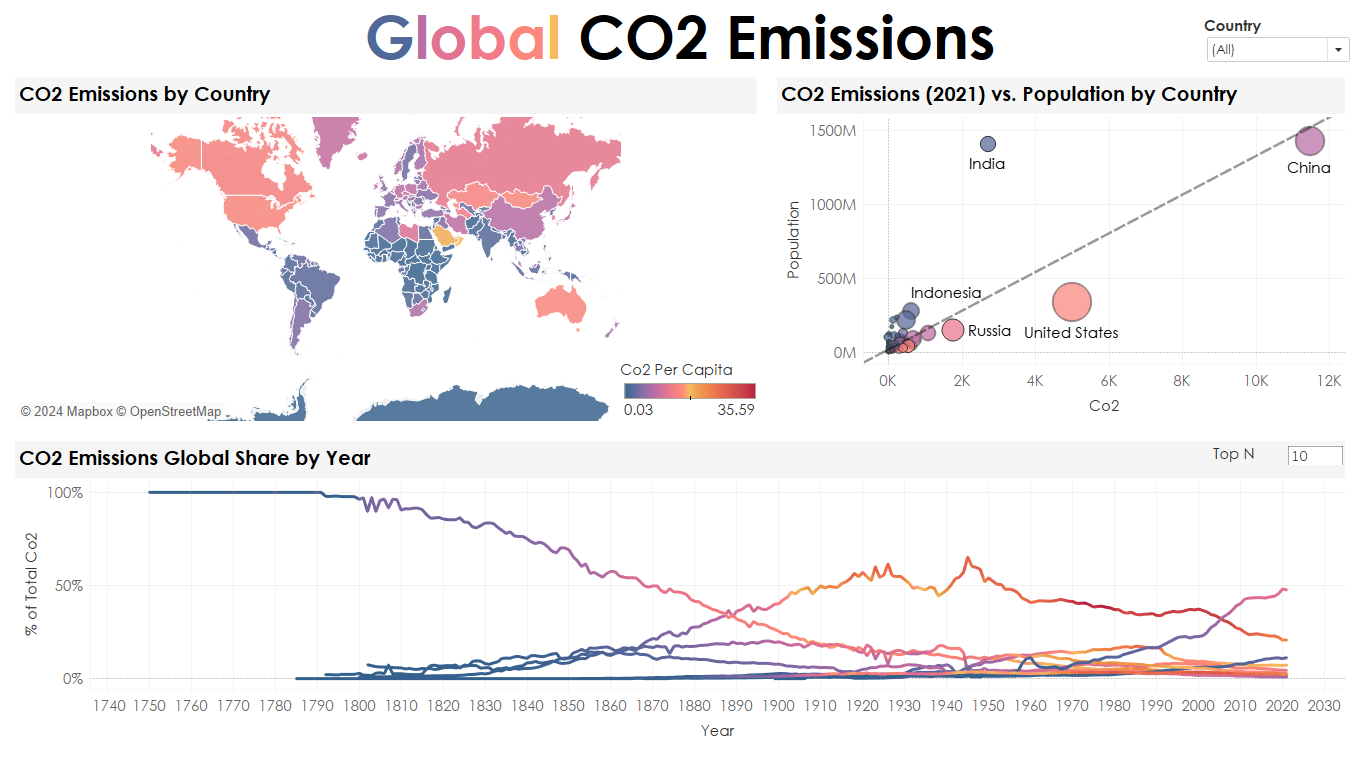 Global CO2 Emissions
Country
(All)
CO2 Emissions by Country
CO2 Emissions (2021) vs. Population by Country
1500M
1000M
500M
0M
Population
India
China
Indonesia
Russia
United States
0K 2K 4K 6K 8K 10K 12K
Co2
Co2 Per Capita
0.03 35.59
© 2024 Mapbox © OpenStreetMap
CO2 Emissions Global Share by Year
Top N
10
100%
50%
0%
% of Total Co2
1740 1750 1760 1770 1780 1790 1800 1810 1820 1830 1840 1850 1860 1870 1880 1890 1900 1910 1920 1930 1940 1950 1960 1970 1980 1990 2000 2010 2020 2030
Year